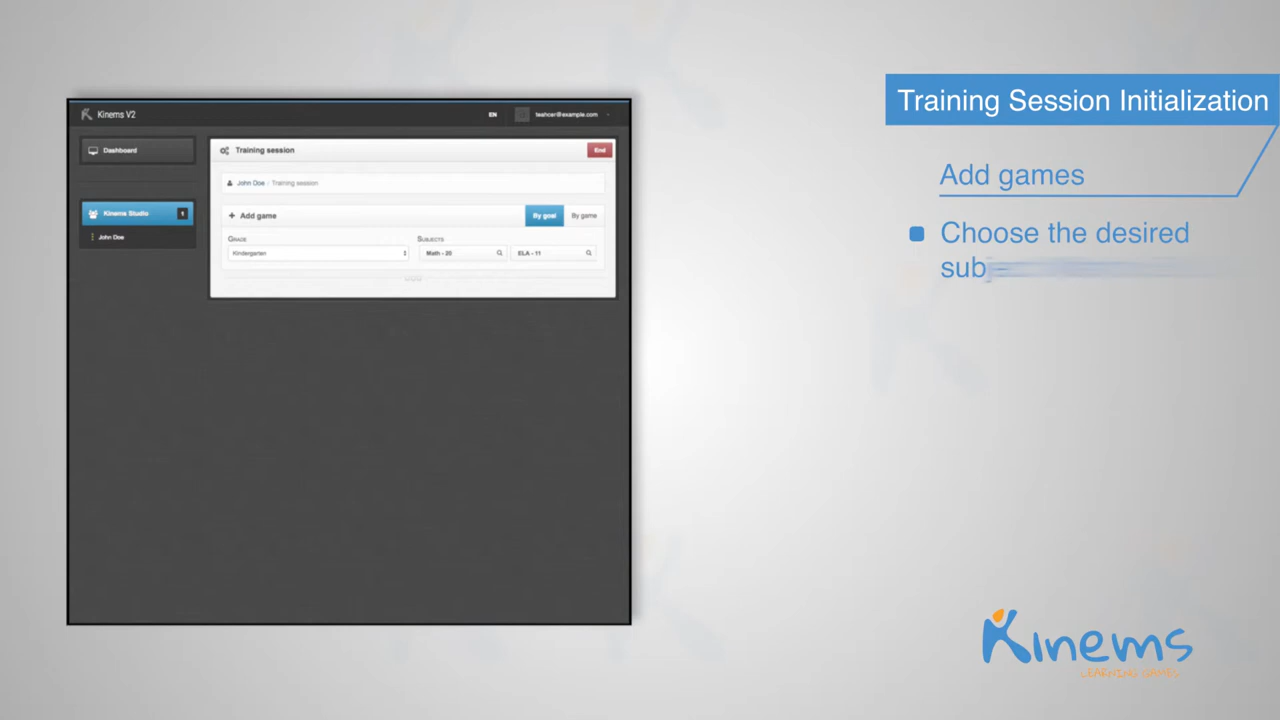 Training Session Initialization
Add games
Choose the desired
sub
Kinems V2
EN
teahcer@example.com
Dashboard
Kinems Studio
1
John Doe
Training session
End
John Doe / Training session
+ Add game
By goal
By game
GRADE
SUBJECTS
Kindergarten
Math - 20
ELA - 11
Kinems
LEARNING GAMES